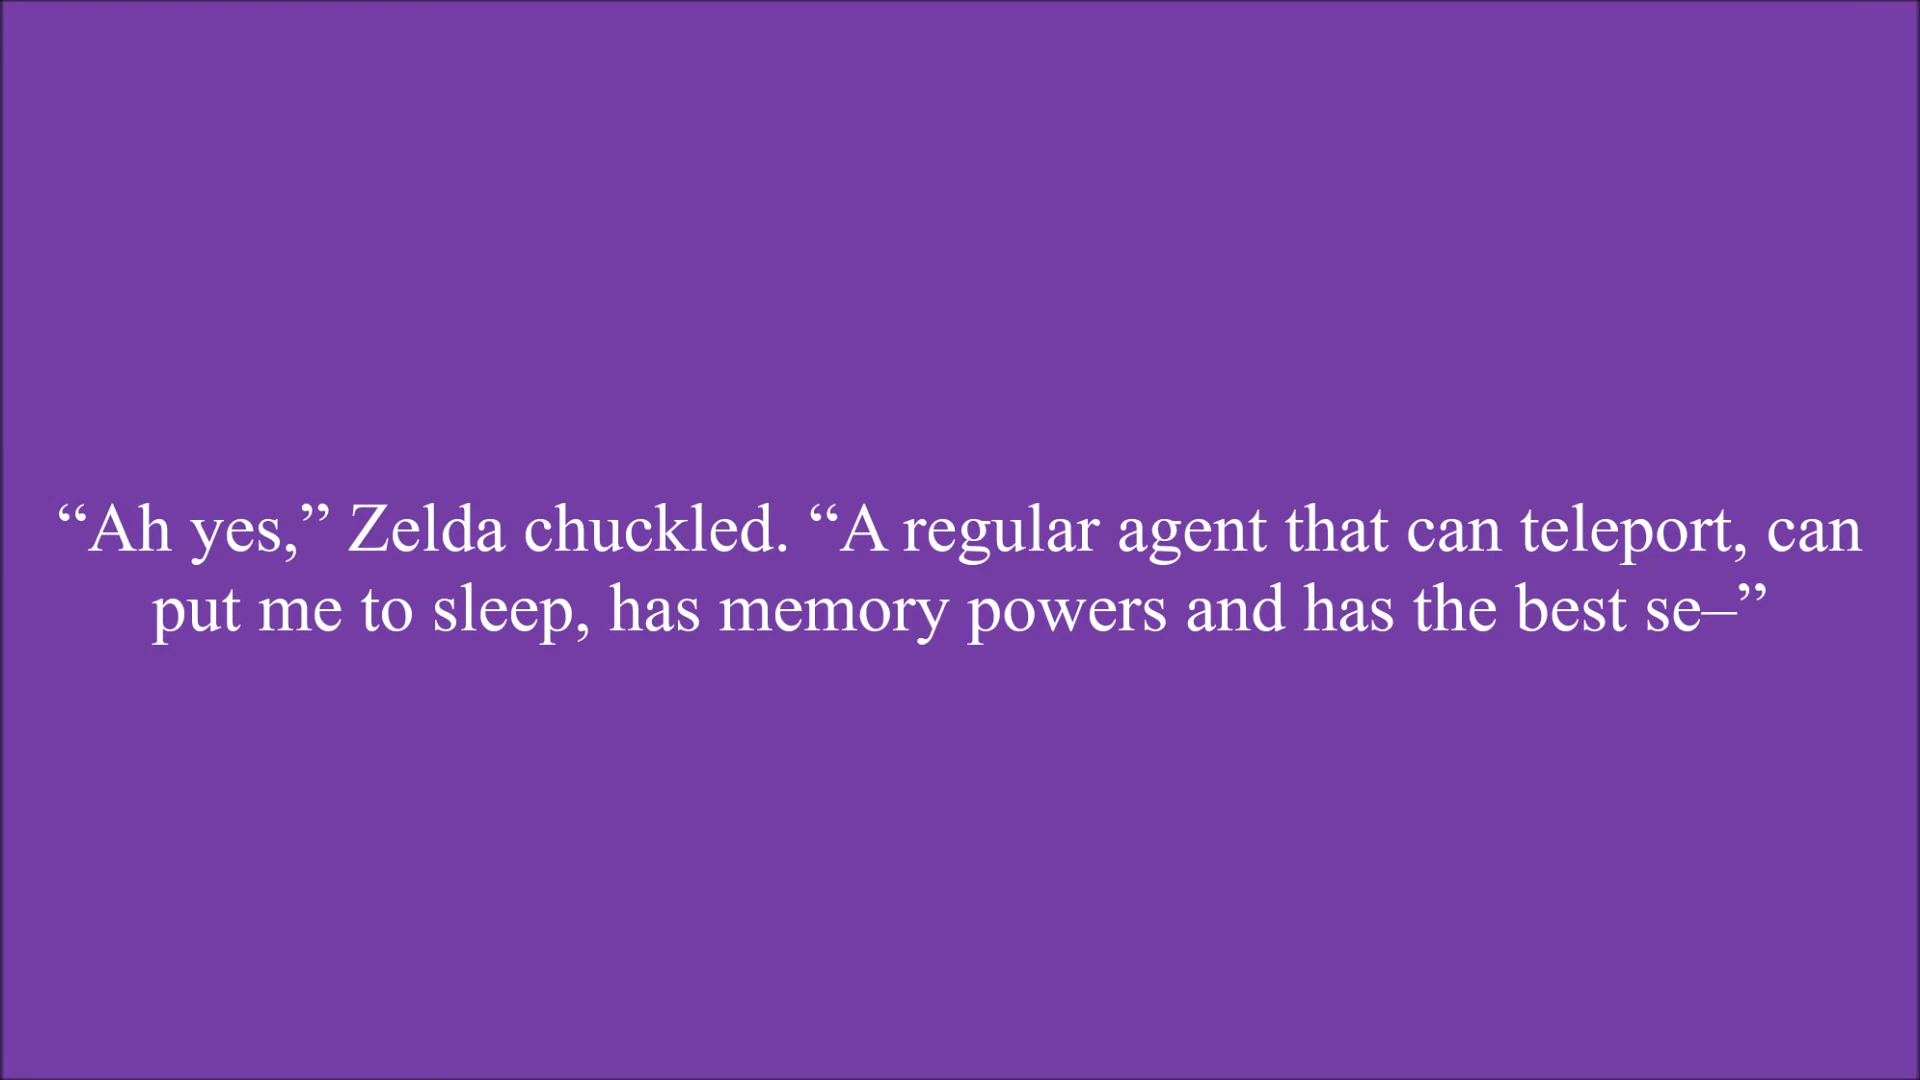 “Ah yes,” Zelda chuckled. “A regular agent that can teleport, can
put me to sleep, has memory powers and has the best se–”